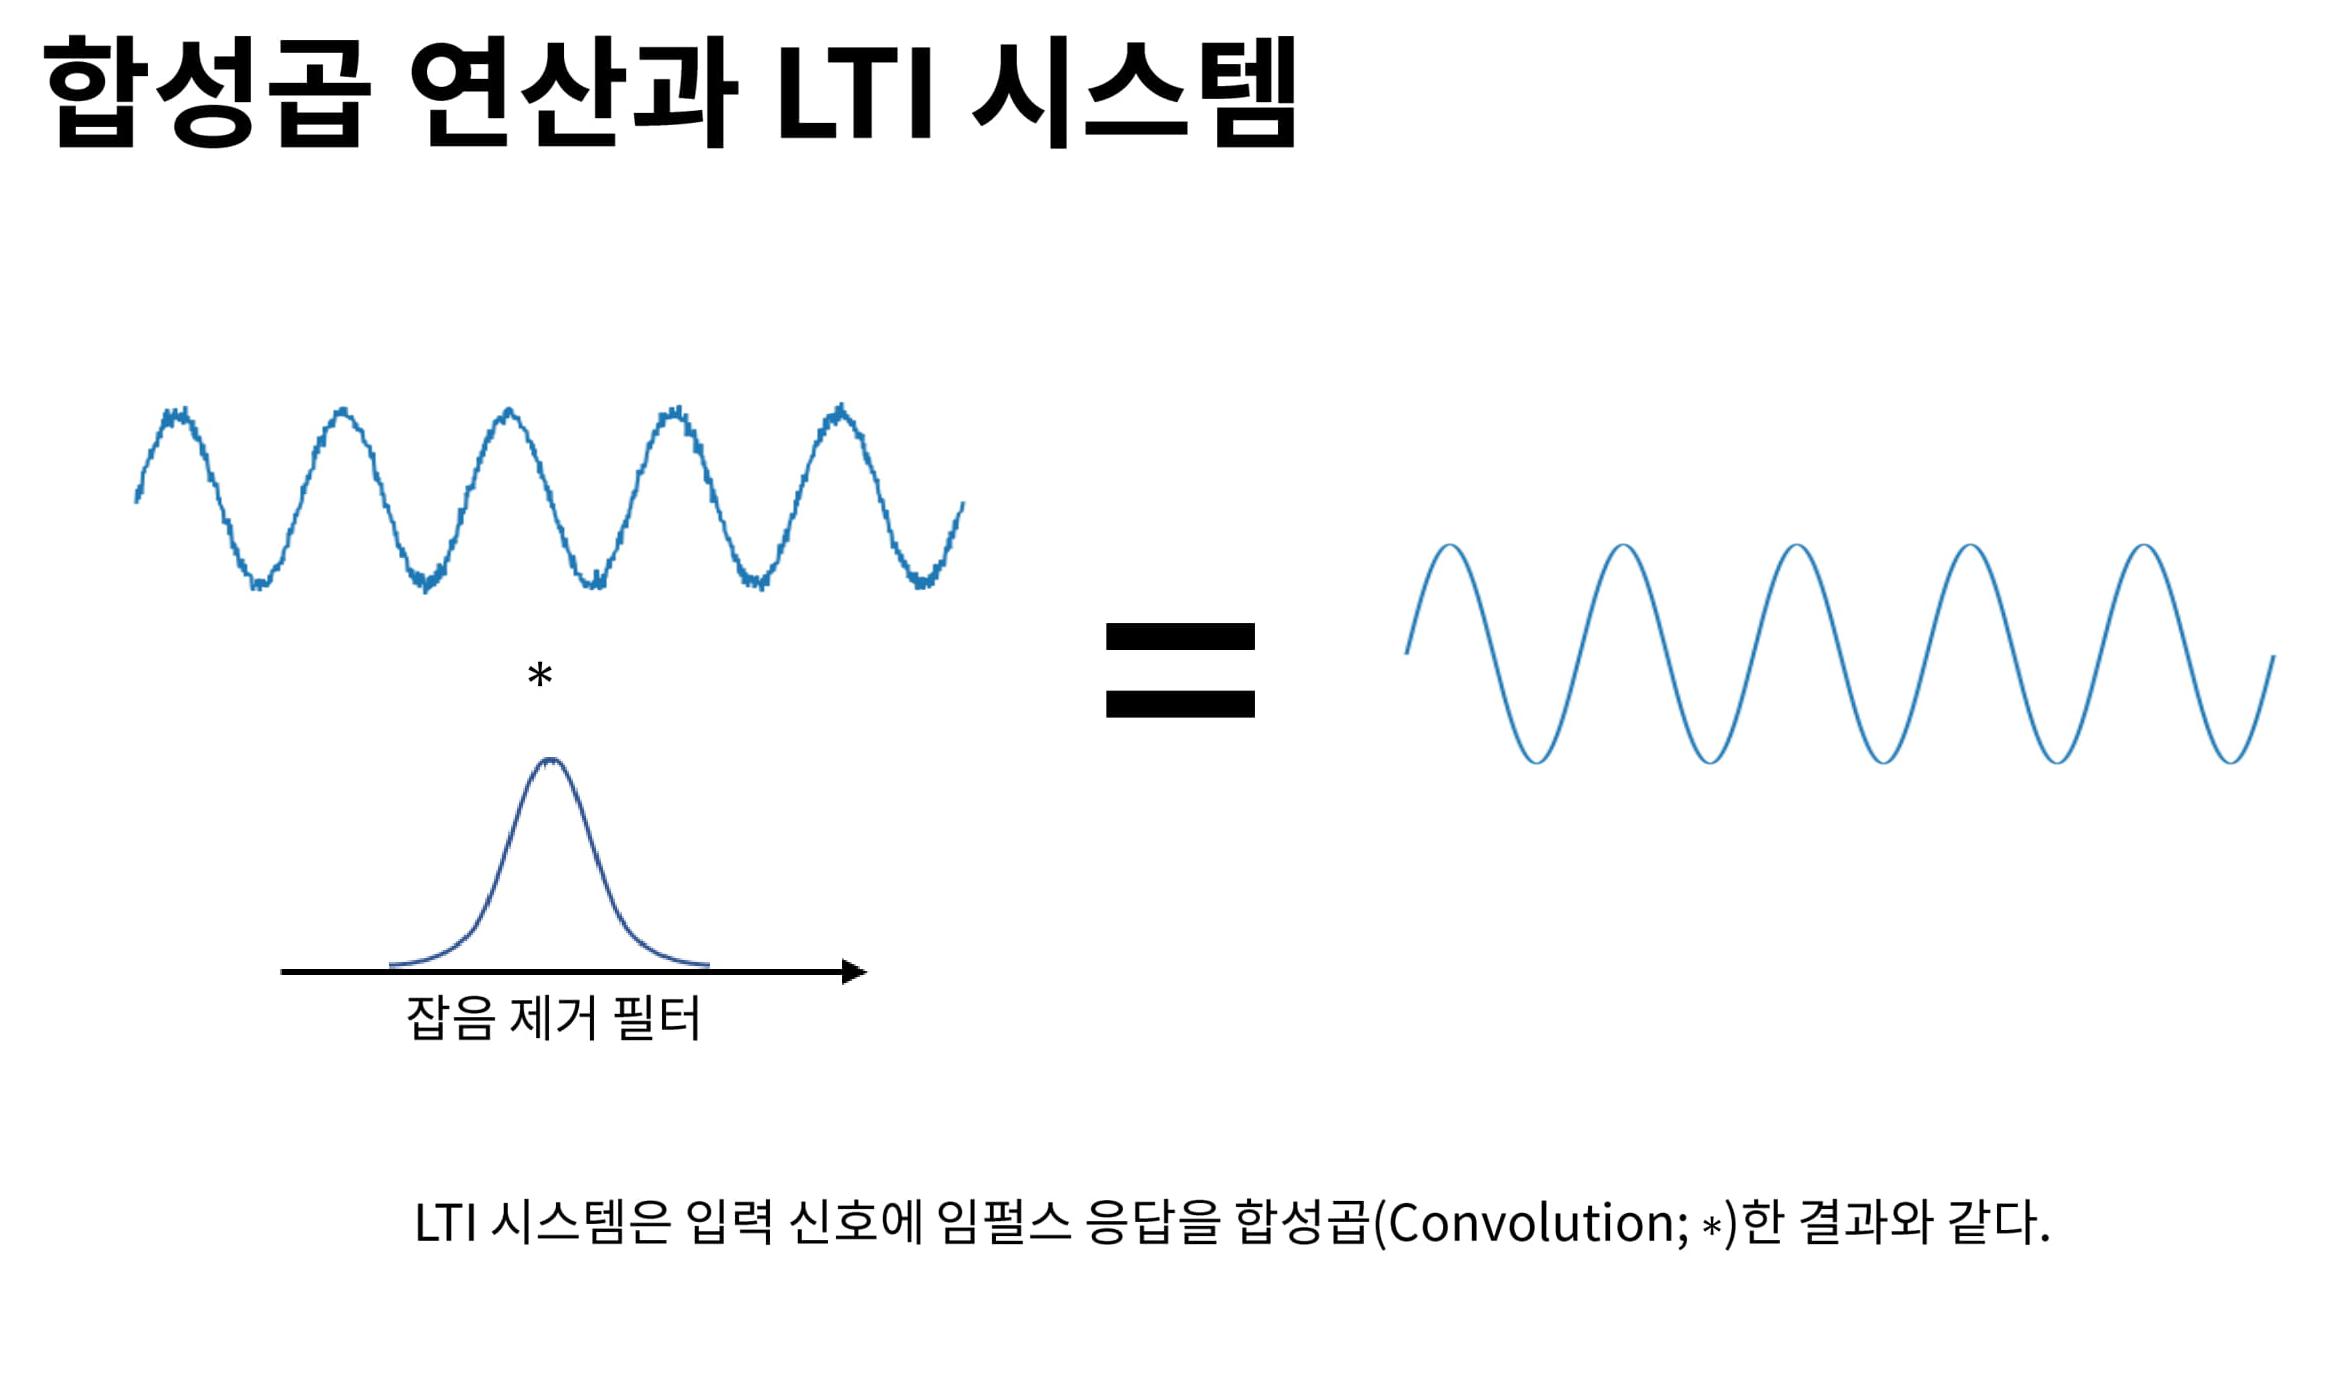 합성곱 연산과 LTI 시스템
*
=
잡음 제거 필터
LTI 시스템은 입력 신호에 임펄스 응답을 합성곱(Convolution; *)한 결과와 같다.